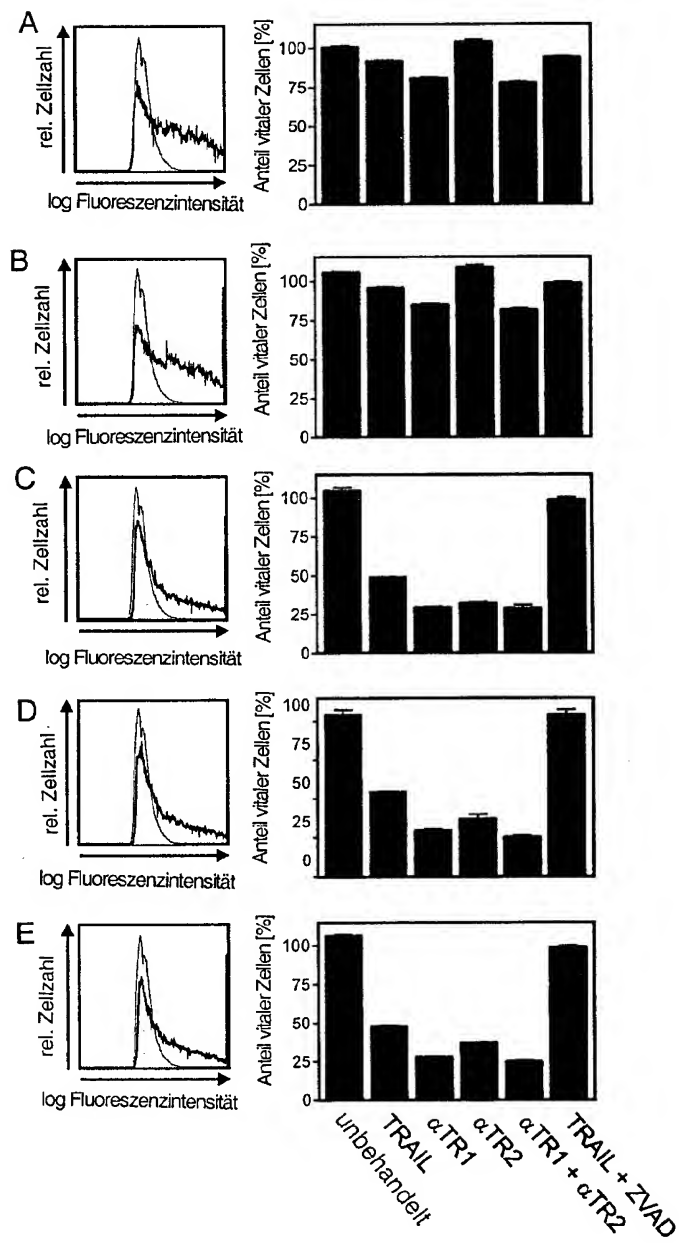 A
rel. Zellzahl
log Fluoreszenzintensität
Anteil vitaler Zellen [%]
100
75
50
25
0
B
rel. Zellzahl
log Fluoreszenzintensität
Anteil vitaler Zellen [%]
100
75
50
25
0
C
rel. Zellzahl
log Fluoreszenzintensität
Anteil vitaler Zellen [%]
100
75
50
25
0
D
rel. Zellzahl
log Fluoreszenzintensität
Anteil vitaler Zellen [%]
100
75
50
25
0
E
rel. Zellzahl
log Fluoreszenzintensität
Anteil vitaler Zellen [%]
100
75
50
25
0
unbehandelt
TRAIL
αTR1
αTR2
αTR1 + αTR2
TRAIL + ZVAD